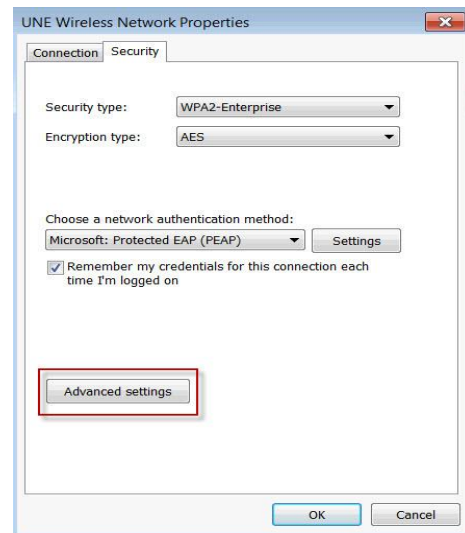 UNE Wireless Network Properties
Connection Security
Security type: WPA2-Enterprise
Encryption type: AES
Choose a network authentication method:
Microsoft: Protected EAP (PEAP) Settings
Remember my credentials for this connection each
time I'm logged on
Advanced settings
OK Cancel